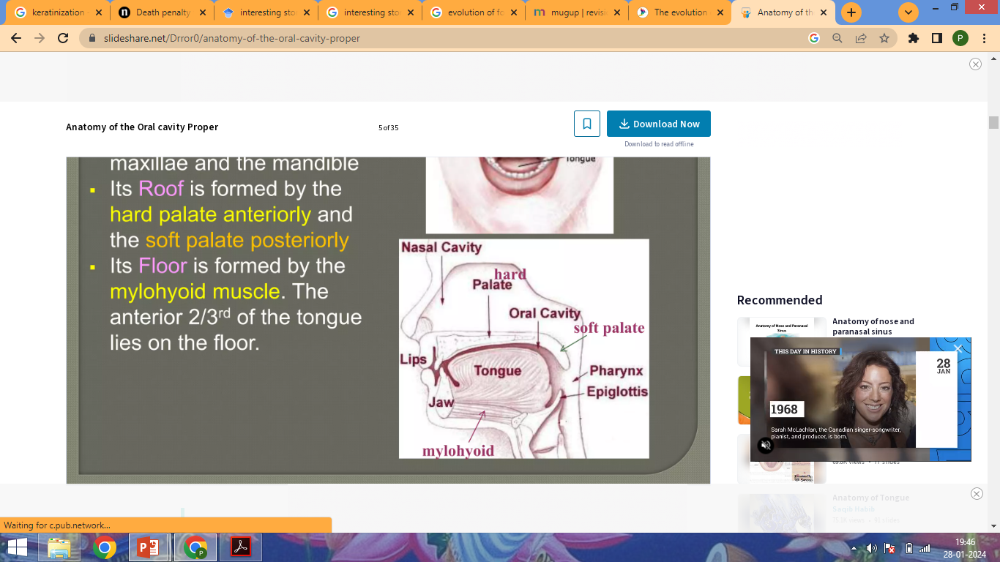 keratinization
Death penalty
interesting sto
interesting sto
evolution of fo
mugup | revisi
The evolution
Anatomy of th
slideshare.net/Drror0/anatomy-of-the-oral-cavity-proper
P
Anatomy of the Oral cavity Proper
5 of 35
Download Now
Download to read offline
maxillae and the mandible
Its Roof is formed by the
hard palate anteriorly and
the soft palate posteriorly
Its Floor is formed by the
mylohyoid muscle. The
anterior 2/3rd of the tongue
lies on the floor.
Tongue
Nasal Cavity
hard
Palate
Oral Cavity
soft palate
Lips
Tongue
Pharynx
Epiglottis
Jaw
mylohyoid
Recommended
Anatomy of Nose and Paranasal
Sinus
Anatomy of nose and
paranasal sinus
THIS DAY IN HISTORY
28
JAN
1968
Sarah McLachlan, the Canadian singer-songwriter,
pianist, and producer, is born.
69.8K views • 77 slides
Anatomy of Tongue
Saqib Habib
slides
Waiting for c.pub.network...
19:46
28-01-2024